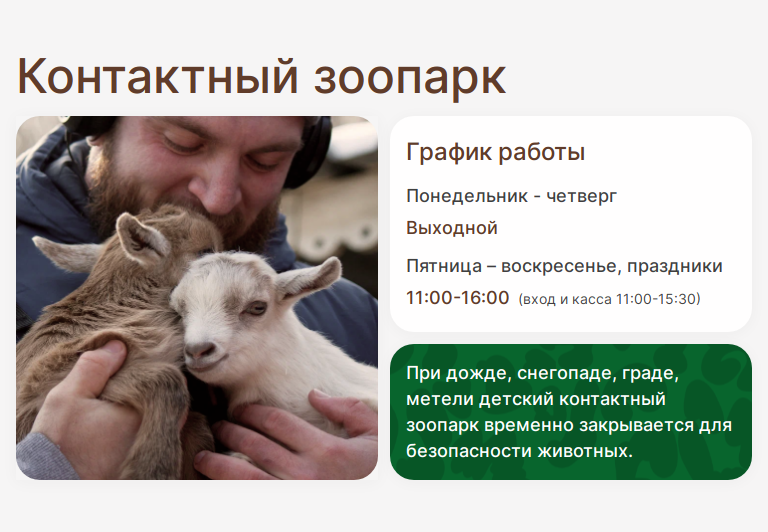 Контактный зоопарк
График работы
Понедельник - четверг
Выходной
Пятница – воскресенье, праздники
11:00-16:00 (вход и касса 11:00-15:30)
При дожде, снегопаде, граде,
метели детский контактный
зоопарк временно закрывается для
безопасности животных.